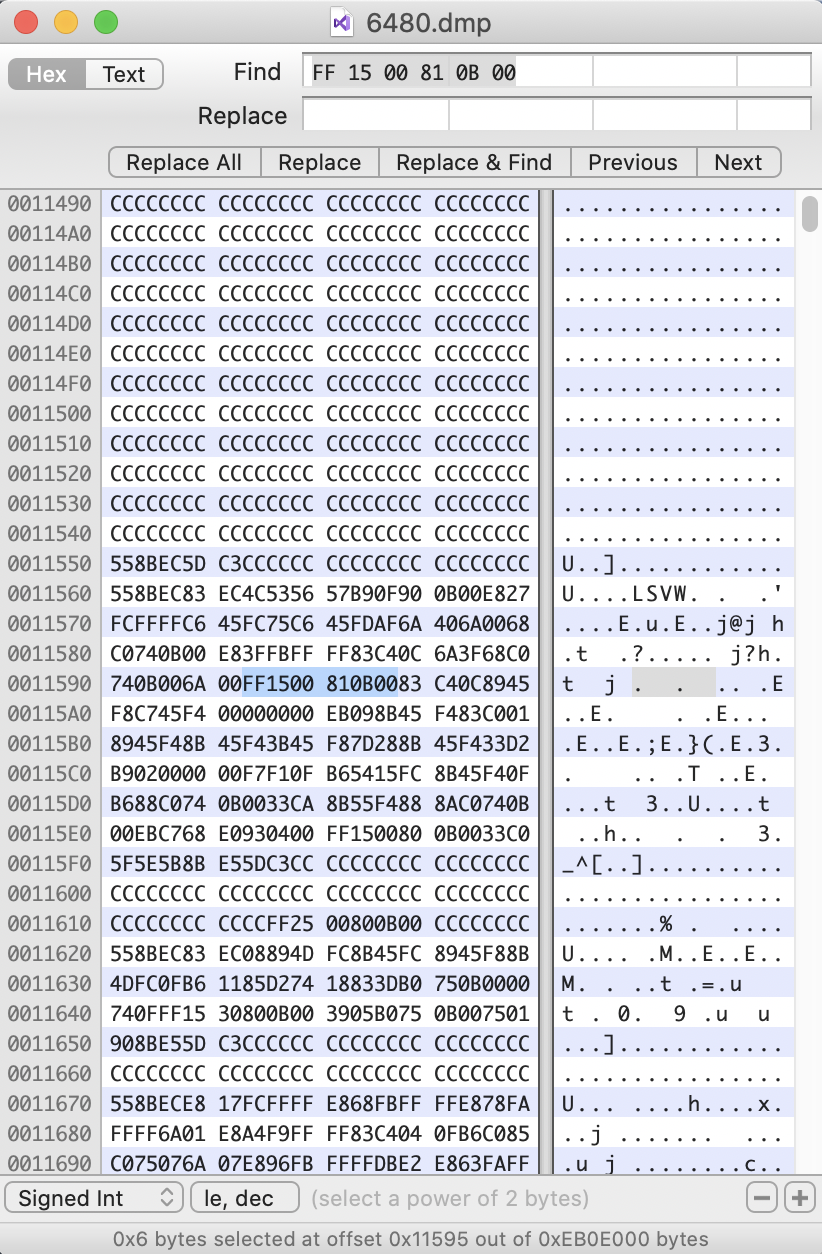 6480.dmp
Hex Text Find FF 15 00 81 0B 00
Replace
Replace All Replace Replace & Find Previous Next
0011490 CCCCCCCC CCCCCCCC CCCCCCCC CCCCCCCC ................
00114A0 CCCCCCCC CCCCCCCC CCCCCCCC CCCCCCCC ................
00114B0 CCCCCCCC CCCCCCCC CCCCCCCC CCCCCCCC ................
00114C0 CCCCCCCC CCCCCCCC CCCCCCCC CCCCCCCC ................
00114D0 CCCCCCCC CCCCCCCC CCCCCCCC CCCCCCCC ................
00114E0 CCCCCCCC CCCCCCCC CCCCCCCC CCCCCCCC ................
00114F0 CCCCCCCC CCCCCCCC CCCCCCCC CCCCCCCC ................
0011500 CCCCCCCC CCCCCCCC CCCCCCCC CCCCCCCC ................
0011510 CCCCCCCC CCCCCCCC CCCCCCCC CCCCCCCC ................
0011520 CCCCCCCC CCCCCCCC CCCCCCCC CCCCCCCC ................
0011530 CCCCCCCC CCCCCCCC CCCCCCCC CCCCCCCC ................
0011540 CCCCCCCC CCCCCCCC CCCCCCCC CCCCCCCC ................
0011550 558BEC5D C3CCCCCC CCCCCCCC CCCCCCCC U..]............
0011560 558BEC83 EC4C5356 57B90F90 0B00E827 U....LSVW. . .'
0011570 FCFFFFC6 45FC75C6 45FDAF6A 406A0068 ....E.u.E..j@j h
0011580 C0740B00 E83FFBFF FF83C40C 6A3F68C0 .t .?..... j?h.
0011590 740B006A 00FF1500 810B0083 C40C8945 t j . . .. .E
00115A0 F8C745F4 00000000 EB098B45 F483C001 ..E. . .E...
00115B0 8945F48B 45F43B45 F87D288B 45F433D2 .E..E.;E.}(.E.3.
00115C0 B9020000 00F7F10F B65415FC 8B45F40F . .. .T ..E.
00115D0 B688C074 0B0033CA 8B55F488 8AC0740B ...t 3..U....t
00115E0 00EBC768 E0930400 FF150080 0B0033C0 ..h.. . . 3.
00115F0 5F5E5B8B E55DC3CC CCCCCCCC CCCCCCCC _^[..]..........
0011600 CCCCCCCC CCCCCCCC CCCCCCCC CCCCCCCC ................
0011610 CCCCCCCC CCCCFF25 00800B00 CCCCCCCC .......% . ....
0011620 558BEC83 EC08894D FC8B45FC 8945F88B U.... .M..E..E..
0011630 4DFC0FB6 1185D274 18833DB0 750B0000 M. . ..t .=.u
0011640 740FFF15 30800B00 3905B075 0B007501 t . 0. 9 .u u
0011650 908BE55D C3CCCCCC CCCCCCCC CCCCCCCC ...]............
0011660 CCCCCCCC CCCCCCCC CCCCCCCC CCCCCCCC ................
0011670 558BECE8 17FCFFFF E868FBFF FFE878FA U... .....h....x.
0011680 FFFF6A01 E8A4F9FF FF83C404 0FB6C085 ..j ....... ...
0011690 C075076A 07E896FB FFFFDBE2 E863FAFF .u j ........c..
Signed Int le, dec (select a power of 2 bytes)
0x6 bytes selected at offset 0x11595 out of 0xEB0E000 bytes